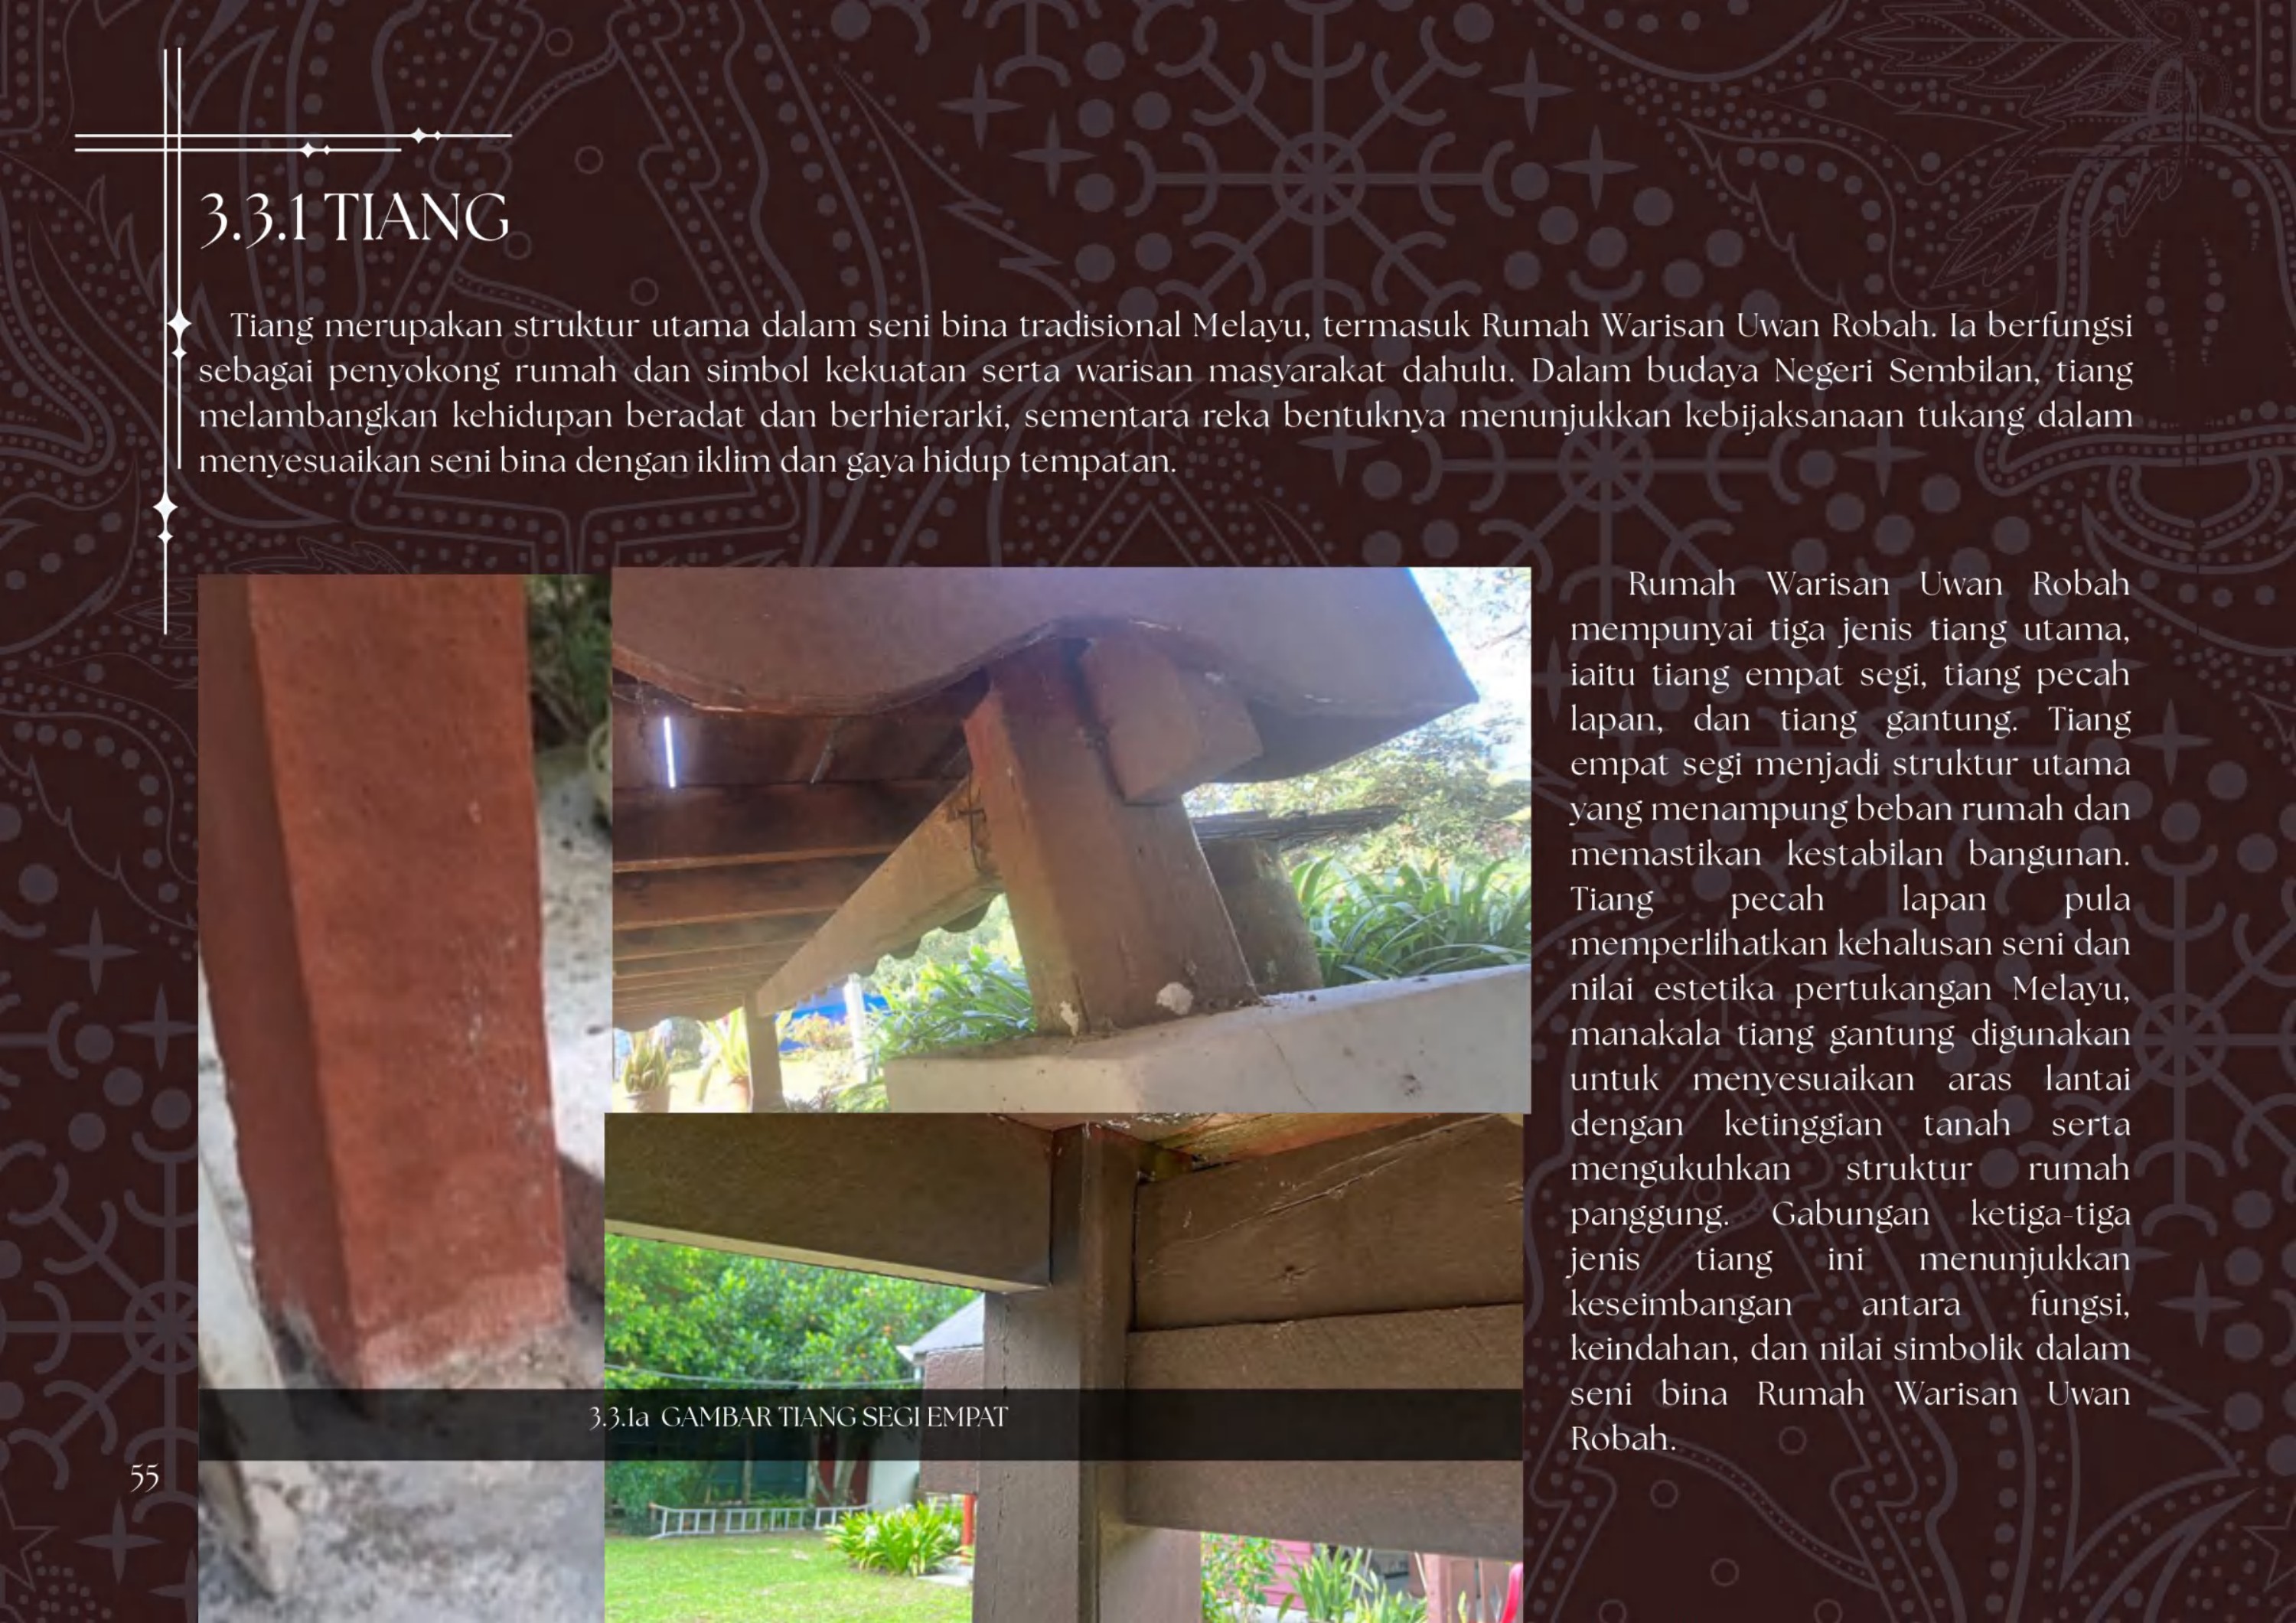 3.3.1 TIANG
Tiang merupakan struktur utama dalam seni bina tradisional Melayu, termasuk Rumah Warisan Uwan Robah. Ia berfungsi
sebagai penyokong rumah dan simbol kekuatan serta warisan masyarakat dahulu. Dalam budaya Negeri Sembilan, tiang
melambangkan kehidupan beradat dan berhierarki, sementara reka bentuknya menunjukkan kebijaksanaan tukang dalam
menyesuaikan seni bina dengan iklim dan gaya hidup tempatan.
Rumah Warisan Uwan Robah
mempunyai tiga jenis tiang utama,
iaitu tiang empat segi, tiang pecah
lapan, dan tiang gantung. Tiang
empat segi menjadi struktur utama
yang menampung beban rumah dan
memastikan kestabilan bangunan.
Tiang pecah lapan pula
memperlihatkan kehalusan seni dan
nilai estetika pertukangan Melayu,
manakala tiang gantung digunakan
untuk menyesuaikan aras lantai
dengan ketinggian tanah serta
mengukuhkan struktur rumah
panggung. Gabungan ketiga-tiga
jenis tiang ini menunjukkan
keseimbangan antara fungsi,
keindahan, dan nilai simbolik dalam
seni bina Rumah Warisan Uwan
Robah.
3.3.1a GAMBAR TIANG SEGI EMPAT
55